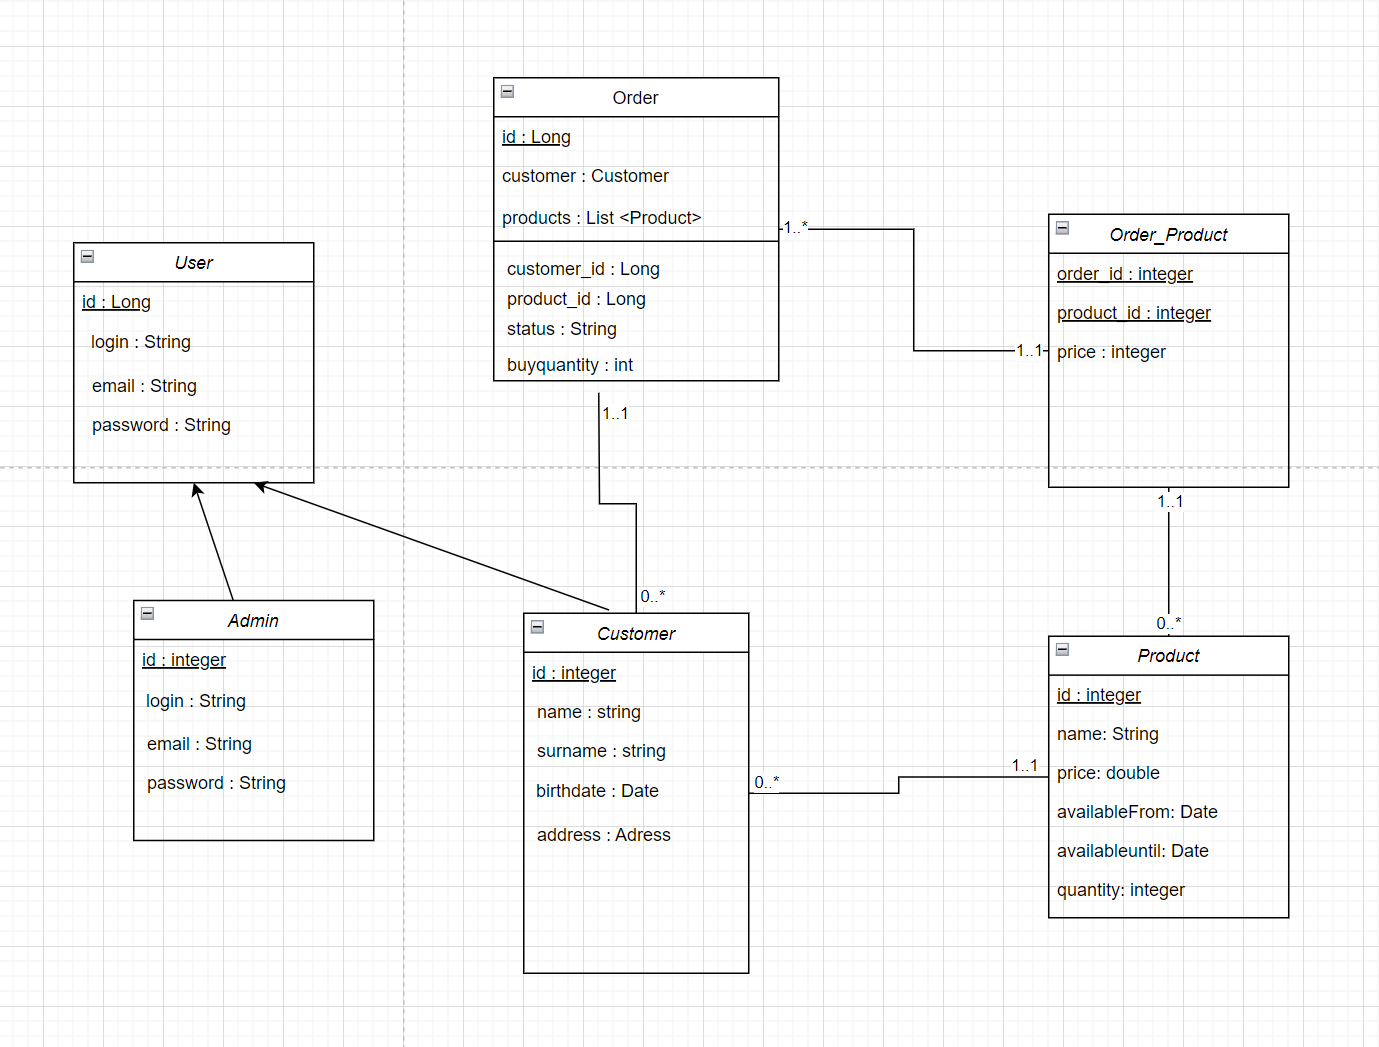 Order
id : Long
customer : Customer
products : List <Product>
customer_id : Long
product_id : Long
status : String
buyquantity : int
1..*
1..1
1..1
0..*
User
id : Long
login : String
email : String
password : String
Order_Product
order_id : integer
product_id : integer
price : integer
1..1
0..*
Admin
id : integer
login : String
email : String
password : String
Customer
id : integer
name : string
surname : string
birthdate : Date
address : Adress
0..*
1..1
Product
id : integer
name: String
price: double
availableFrom: Date
availableuntil: Date
quantity: integer